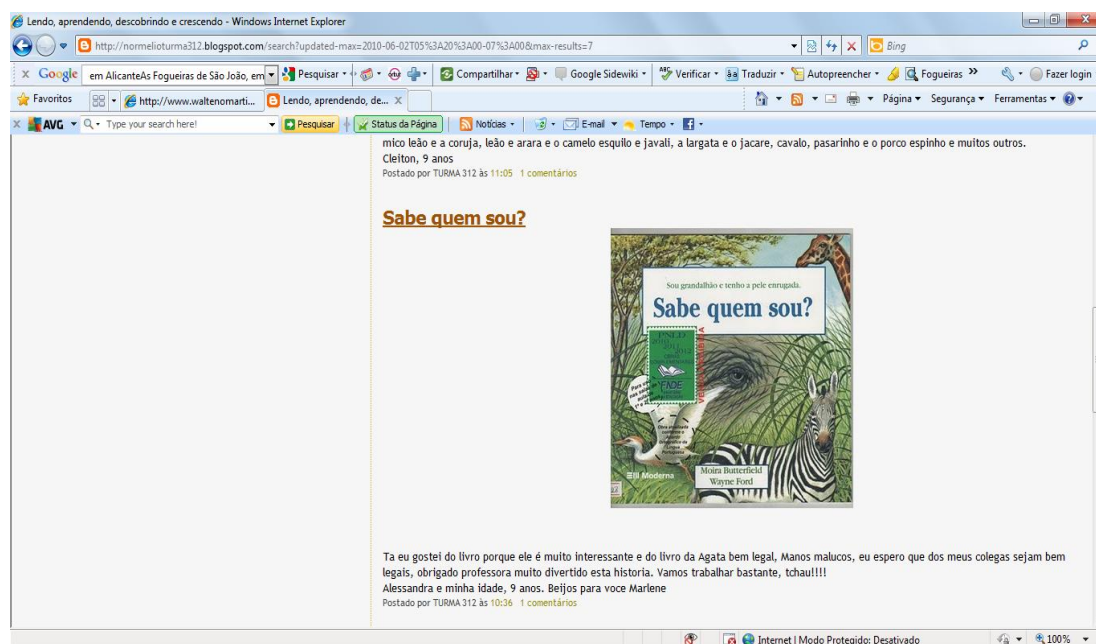 Lendo, aprendendo, descobrindo e crescendo - Windows Internet Explorer
http://normelioturma312.blogspot.com/search?updated-max=2010-06-02T05%3A20%3A00-07%3A00&max-results=7
Bing
x Google em AlicanteAs Fogueiras de São João, em Pesquisar Compartilhar Google Sidewiki Verificar Traduzir Autopreencher Fogueiras » Fazer login
Favoritos http://www.waltenomarti... Lendo, aprendendo, de... X Página Segurança Ferramentas
X AVG Type your search here! Pesquisar Status da Página Notícias E-mail Tempo
mico leão e a coruja, leão e arara e o camelo esquilo e javali, a largata e o jacare, cavalo, pasarinho e o porco espinho e muitos outros.
Cleiton, 9 anos
Postado por TURMA 312 às 11:05 1 comentários
Sabe quem sou?
Sou grandalhão e tenho a pele enrugada.
Sabe quem sou?
PNLD
2010
2011
2012
FNDE
VENDA PROIBIDA
Moderna
Moira Butterfield
Wayne Ford
Ta eu gostei do livro porque ele é muito interessante e do livro da Agata bem legal, Manos malucos, eu espero que dos meus colegas sejam bem
legais, obrigado professora muito divertido esta historia. Vamos trabalhar bastante, tchau!!!!
Alessandra e minha idade, 9 anos. Beijos para voce Marlene
Postado por TURMA 312 às 10:36 1 comentários
Internet | Modo Protegido: Desativado 100%